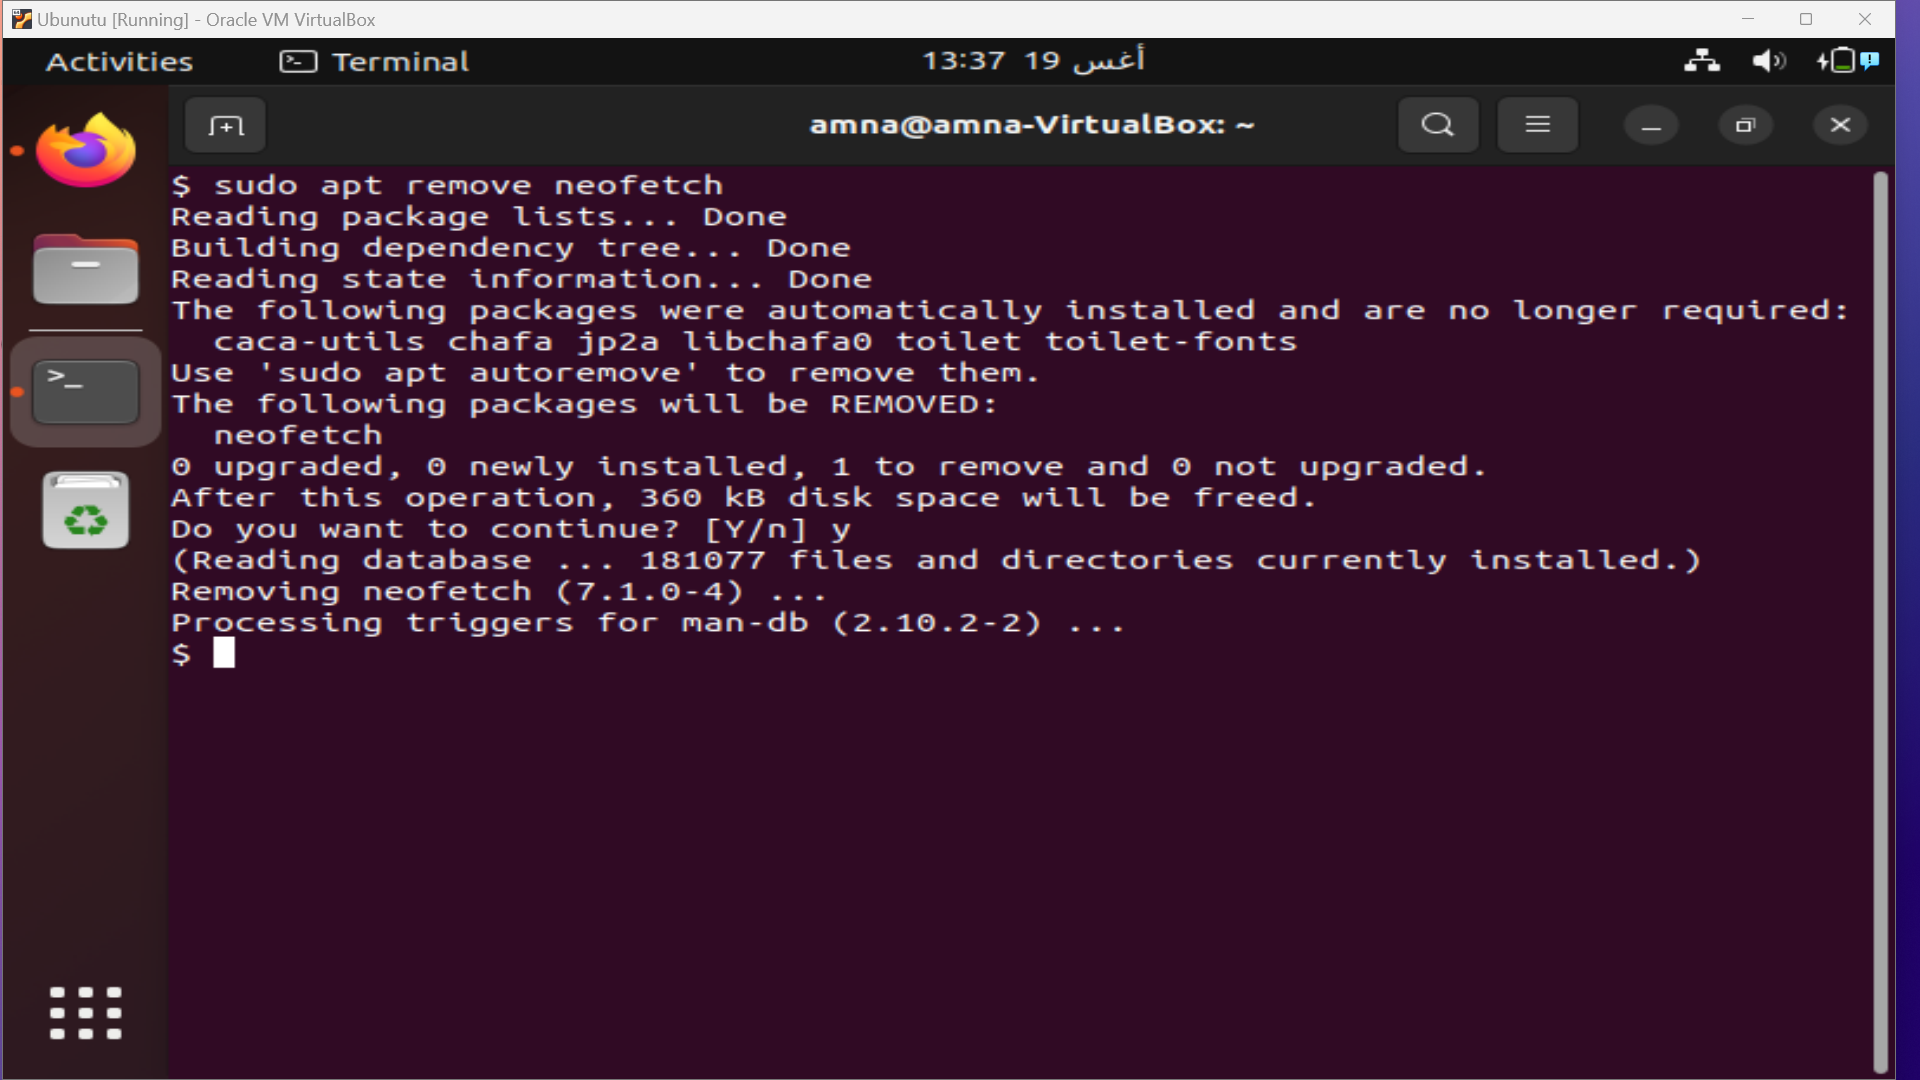 Ubunutu [Running] - Oracle VM VirtualBox
Activities
Terminal
13:37 19 أغس
amna@amna-VirtualBox: ~
$ sudo apt remove neofetch
Reading package lists... Done
Building dependency tree... Done
Reading state information... Done
The following packages were automatically installed and are no longer required:
  caca-utils chafa jp2a libchafa0 toilet toilet-fonts
Use 'sudo apt autoremove' to remove them.
The following packages will be REMOVED:
  neofetch
0 upgraded, 0 newly installed, 1 to remove and 0 not upgraded.
After this operation, 360 kB disk space will be freed.
Do you want to continue? [Y/n] y
(Reading database ... 181077 files and directories currently installed.)
Removing neofetch (7.1.0-4) ...
Processing triggers for man-db (2.10.2-2) ...
$